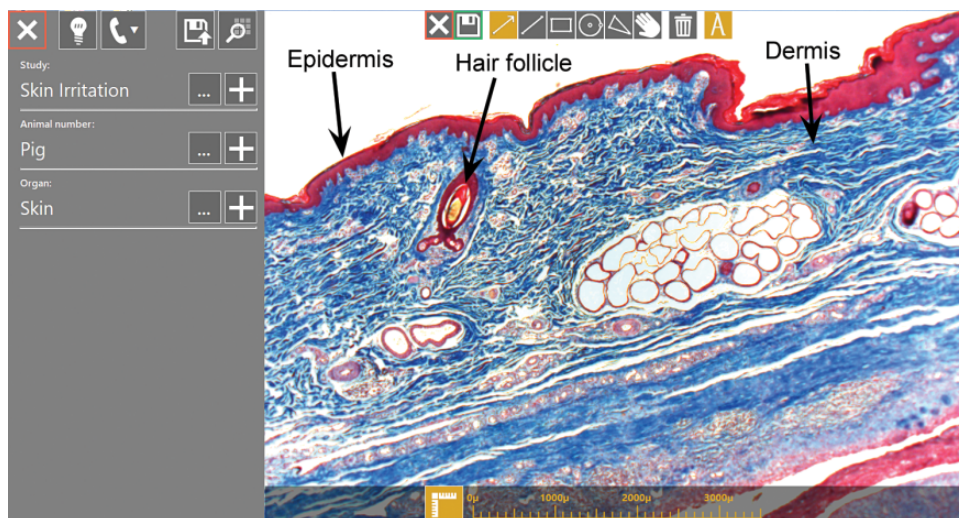 Study:
Skin Irritation
...
Animal number:
Pig
...
Organ:
Skin
...
A
Epidermis
Hair follicle
Dermis
0µ 1000µ 2000µ 3000µ